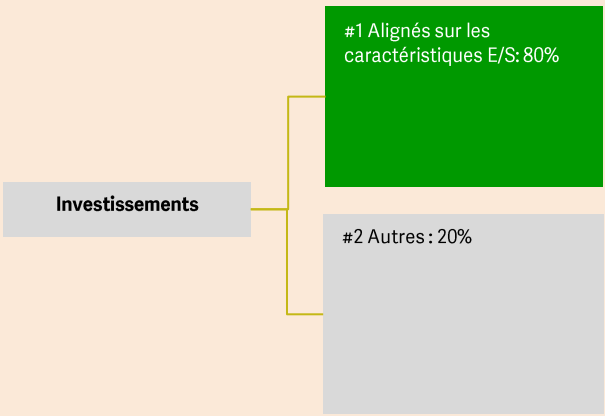 #1 Alignés sur les
caractéristiques E/S: 80%
Investissements
#2 Autres : 20%